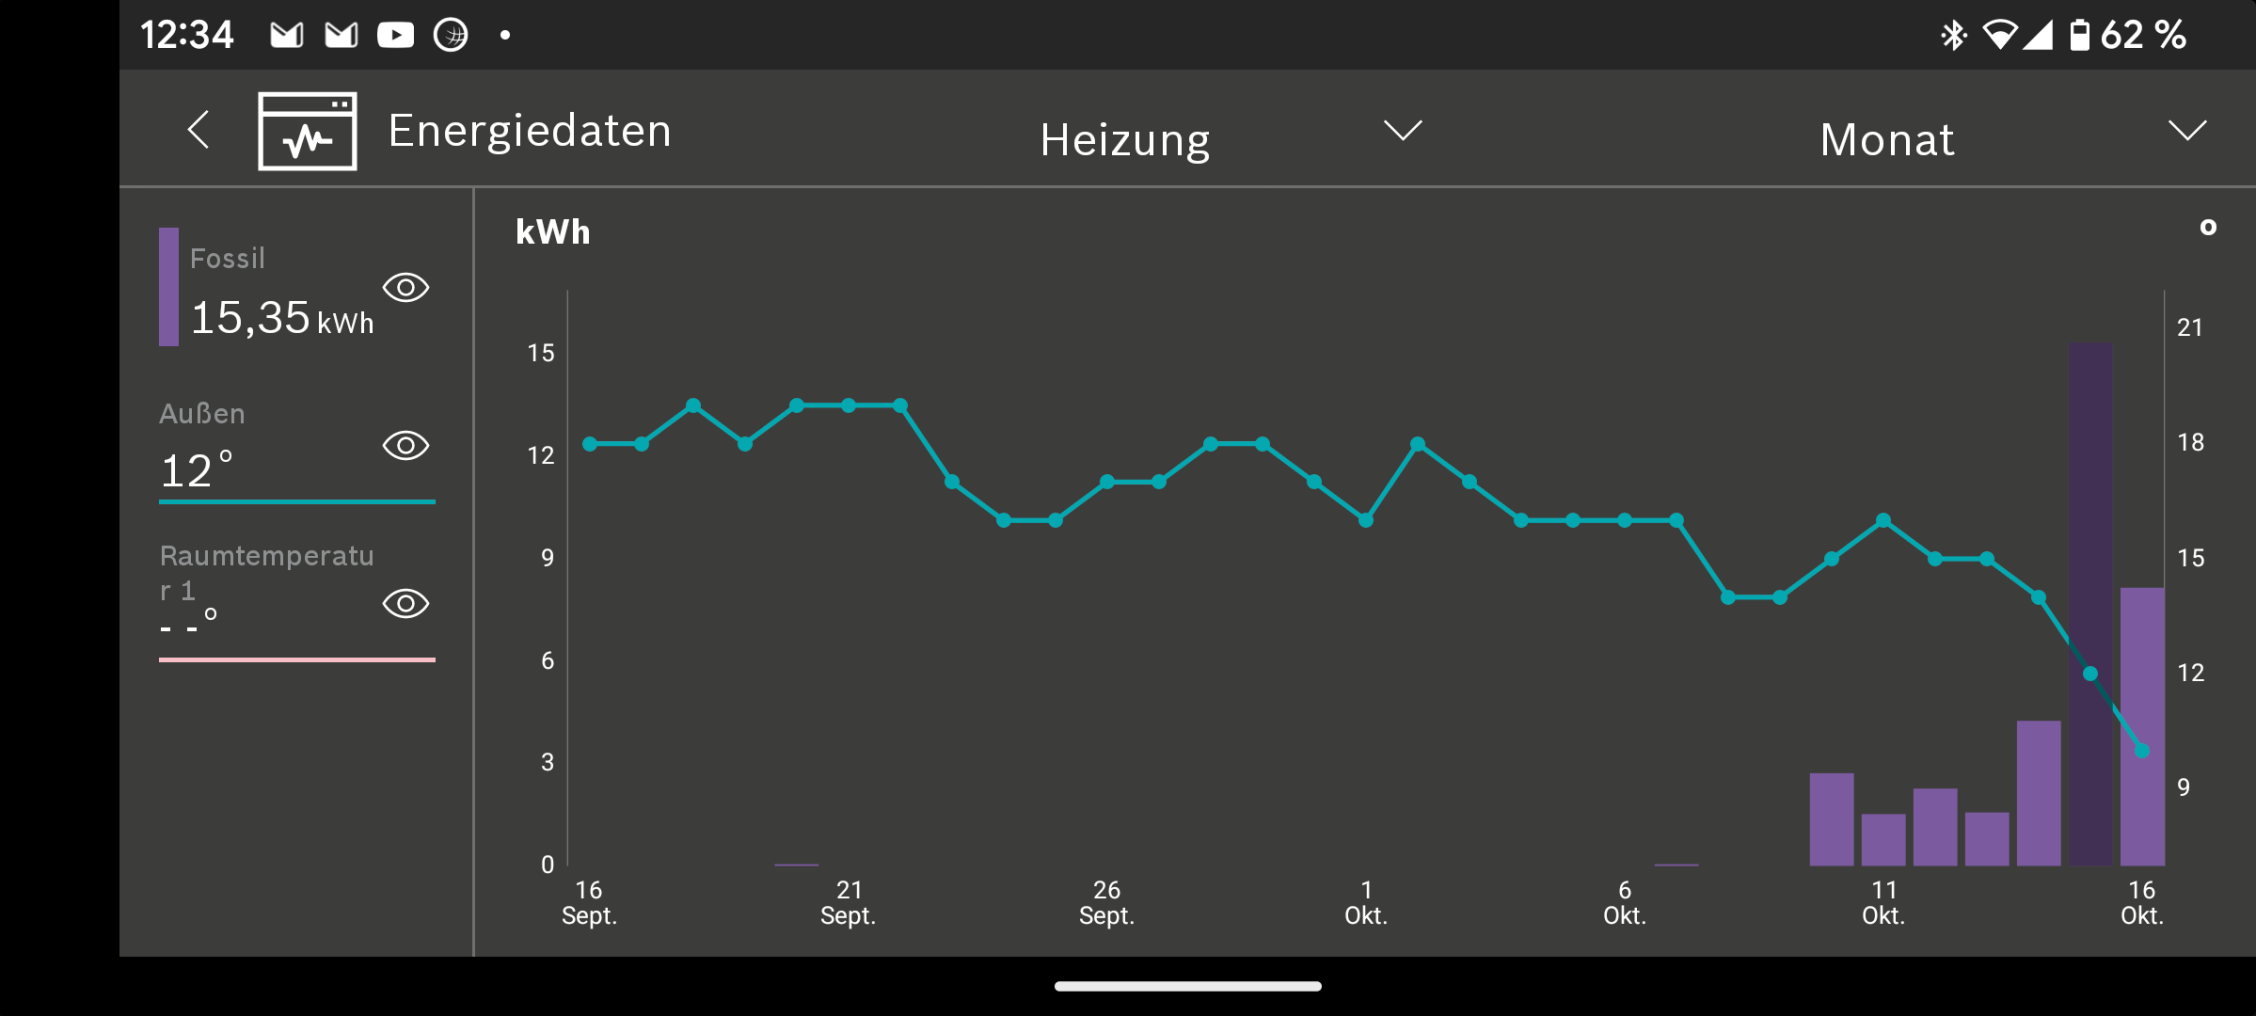 12:34
62 %
Energiedaten
Heizung
Monat
Fossil
15,35 kWh
Außen
12°
Raumtemperatu
r 1
- -°
kWh
°
15
12
9
6
3
0
21
18
15
12
9
16
Sept.
21
Sept.
26
Sept.
1
Okt.
6
Okt.
11
Okt.
16
Okt.